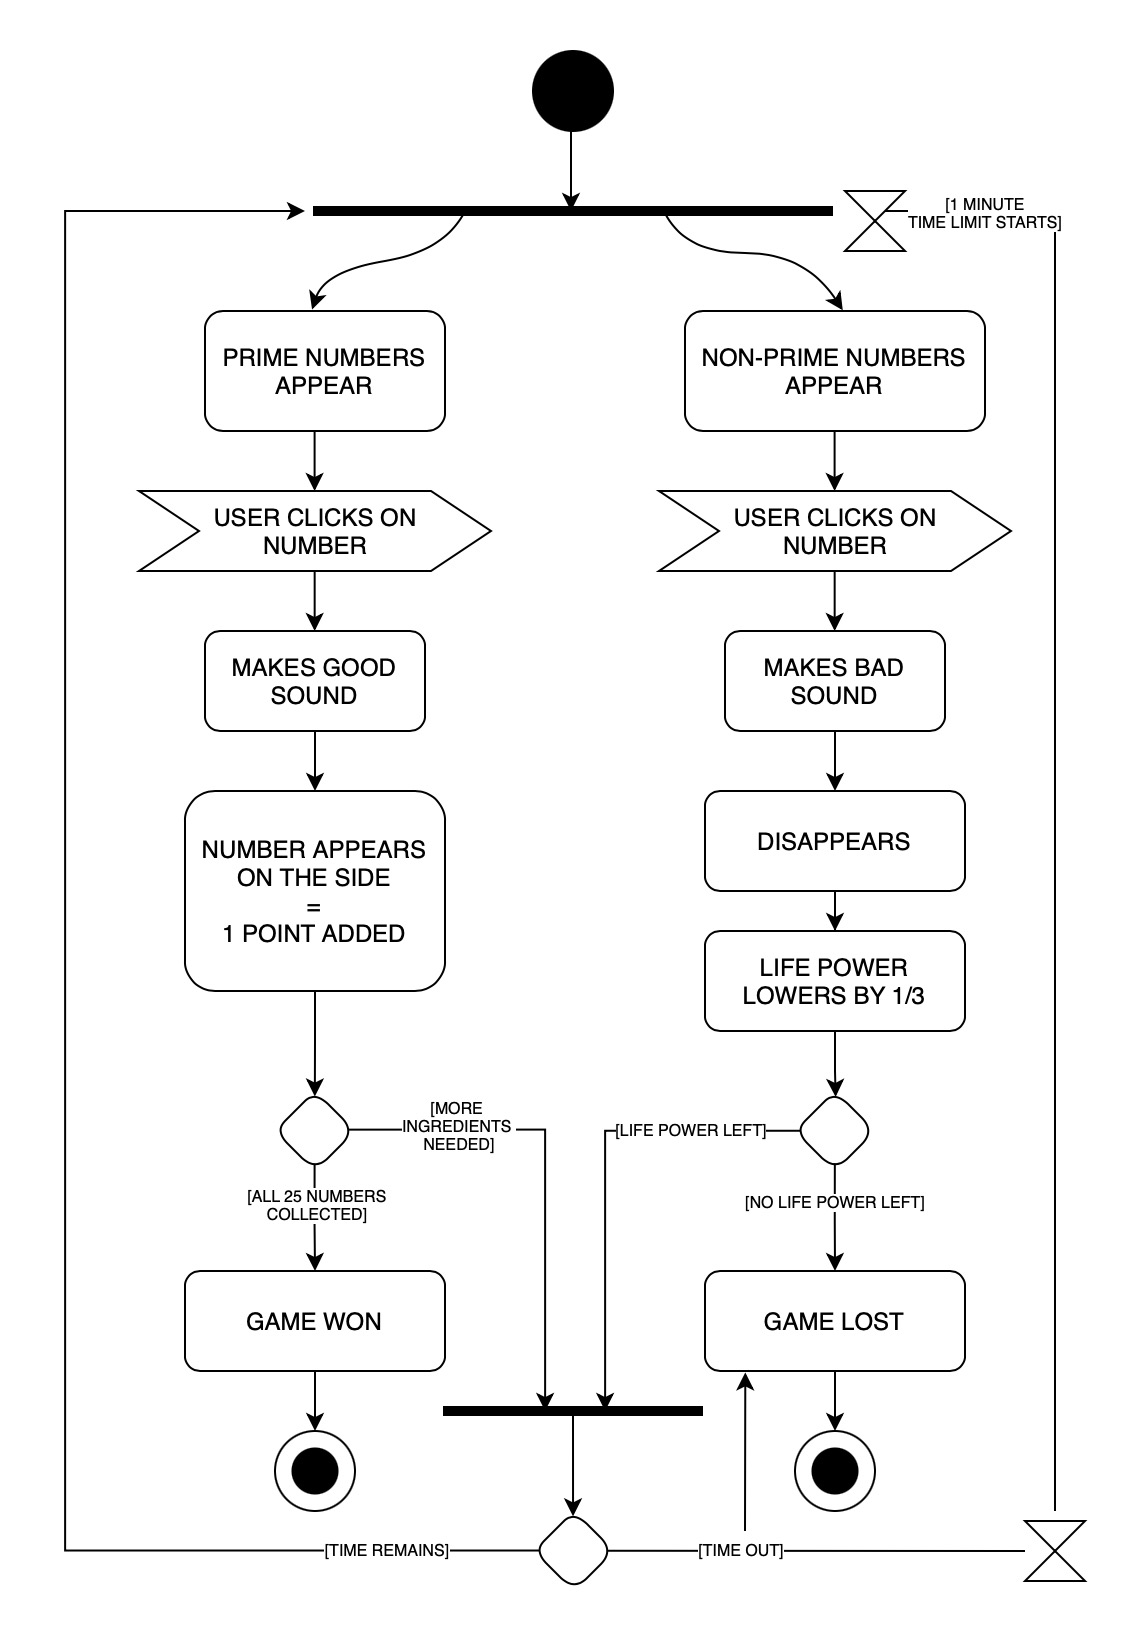 [1 MINUTE
TIME LIMIT STARTS]
PRIME NUMBERS
APPEAR
NON-PRIME NUMBERS
APPEAR
USER CLICKS ON
NUMBER
USER CLICKS ON
NUMBER
MAKES GOOD
SOUND
MAKES BAD
SOUND
NUMBER APPEARS
ON THE SIDE
=
1 POINT ADDED
DISAPPEARS
LIFE POWER
LOWERS BY 1/3
[MORE
INGREDIENTS
NEEDED]
[LIFE POWER LEFT]
[ALL 25 NUMBERS
COLLECTED]
[NO LIFE POWER LEFT]
GAME WON
GAME LOST
[TIME REMAINS]
[TIME OUT]